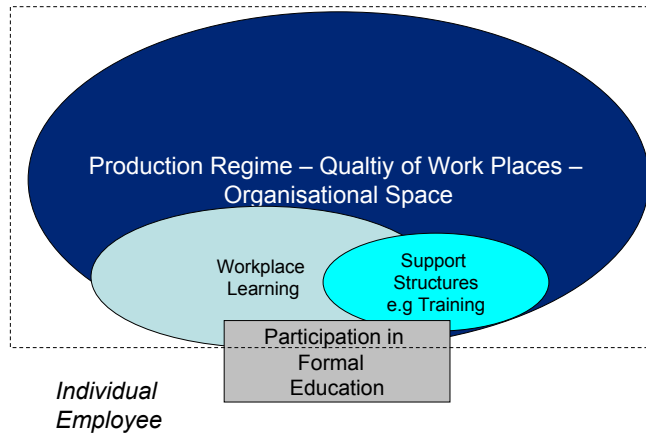 Production Regime – Qualtiy of Work Places –
Organisational Space
Workplace
Learning
Support
Structures
e.g Training
Participation in
Formal
Education
Individual
Employee